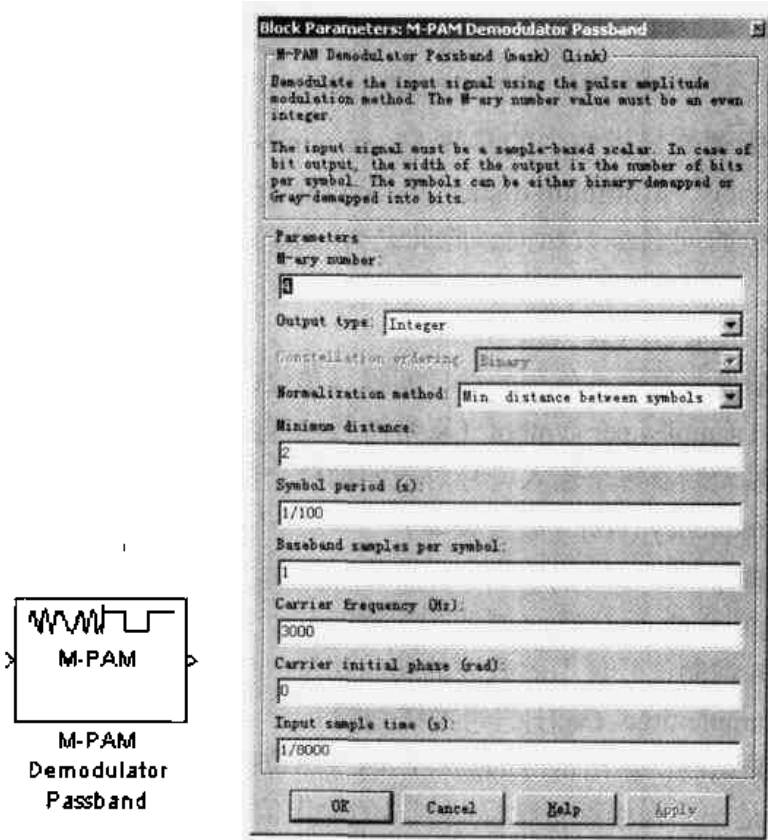 Block Parameters: M-PAM Demodulator Passband
M-PAM Demodulator Passband (mask) (link)
Demodulate the input signal using the pulse amplitude
modulation method. The M-ary number value must be an even
integer.
The input signal must be a sample-based scalar. In case of
bit output, the width of the output is the number of bits
per symbol. The symbols can be either binary-demapped or
Gray-demapped into bits.
Parameters
M-ary number:
Output type: Integer
Constellation ordering: Binary
Normalization method: Min. distance between symbols
Minimum distance:
2
Symbol period (s):
1/100
Baseband samples per symbol:
1
Carrier frequency (Hz):
3000
Carrier initial phase (rad):
0
Input sample time (s):
1/8000
OK Cancel Help Apply
M-PAM
M-PAM
Demodulator
Passband